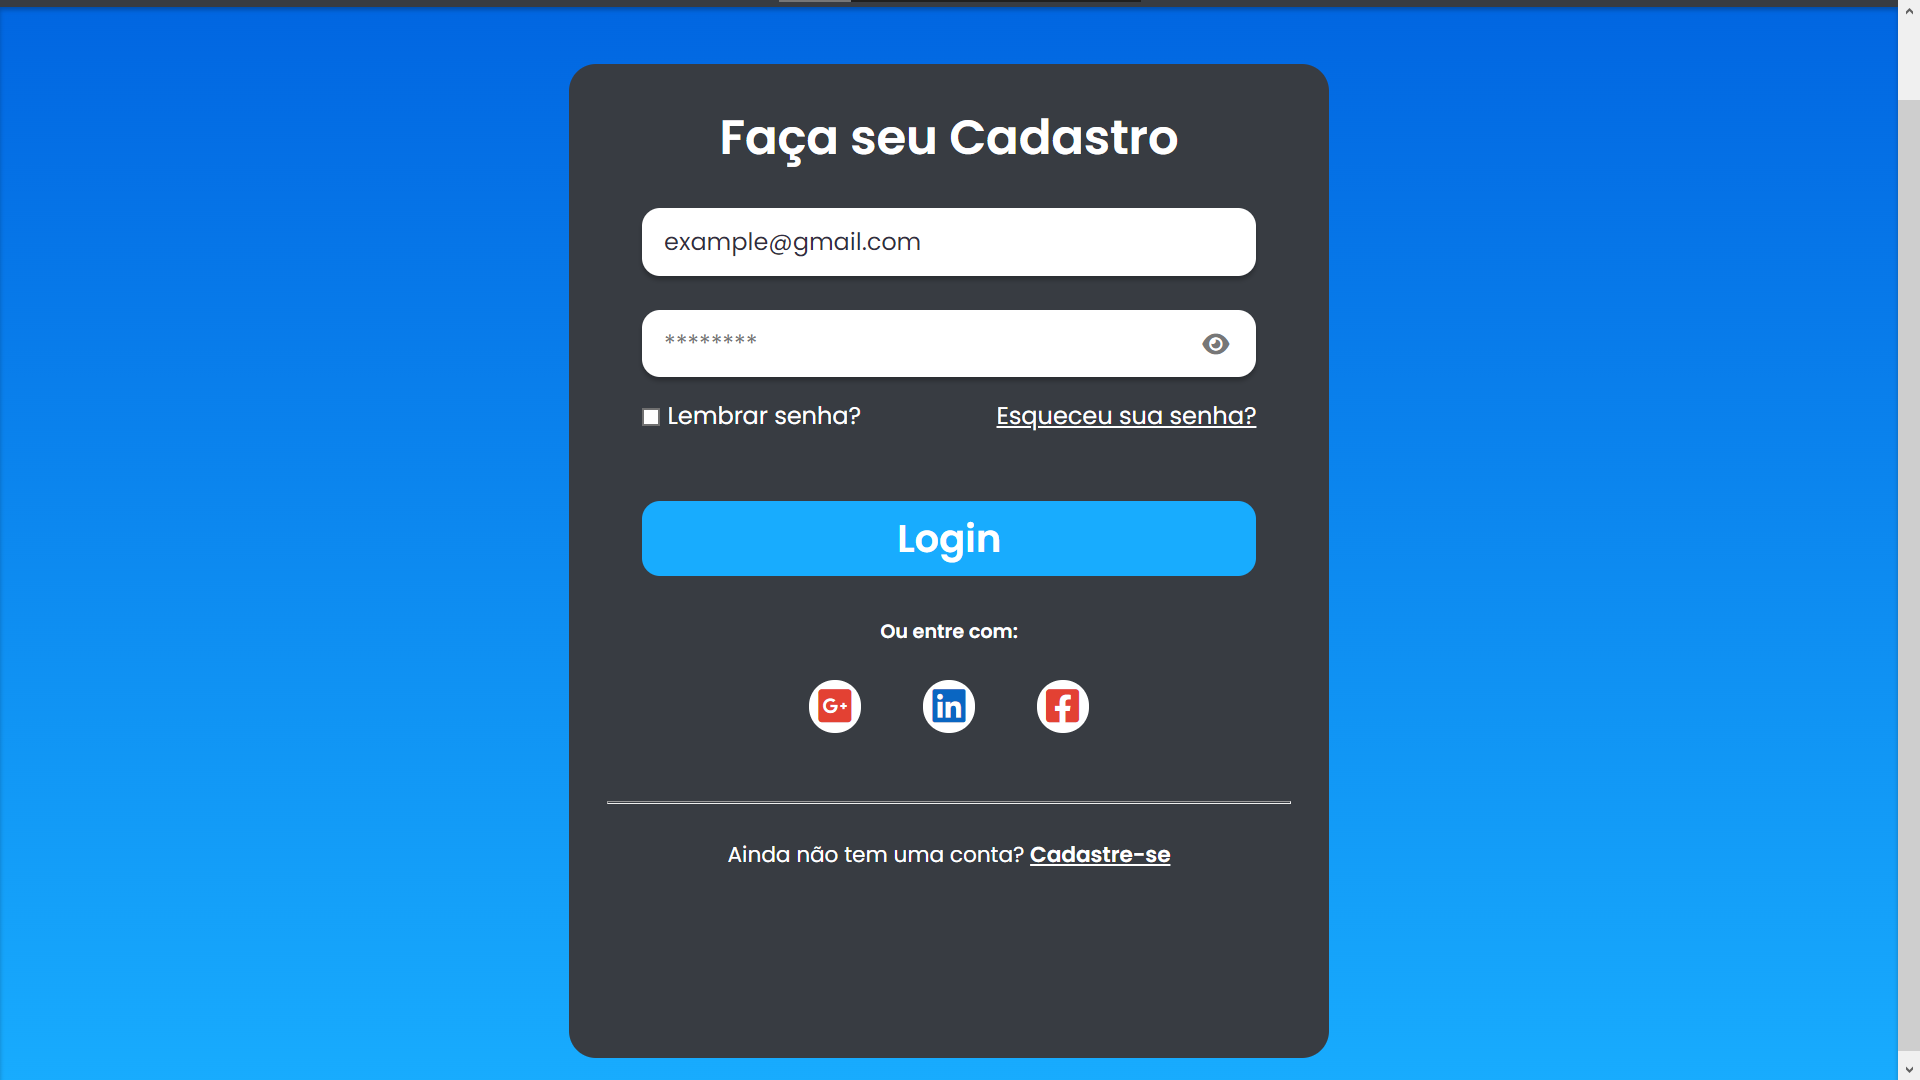 Faça seu Cadastro
example@gmail.com
********
Lembrar senha? Esqueceu sua senha?
Login
Ou entre com:
G+ in f
Ainda não tem uma conta? Cadastre-se